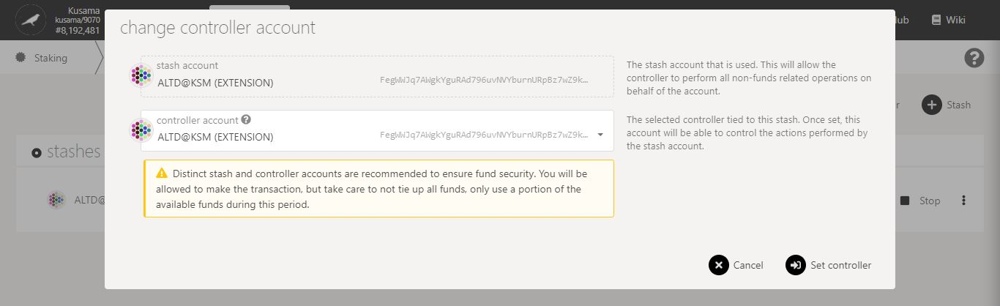 Kusama
kusama/9070
#8,192,481
Wiki
Staking
change controller account
stash account
ALTD@KSM (EXTENSION)
FegWWJq7AWgkYguRAd796uvNVYburnURpBz7wZ9k…
The stash account that is used. This will allow the
controller to perform all non-funds related operations on
behalf of the account.
controller account
ALTD@KSM (EXTENSION)
FegWWJq7AWgkYguRAd796uvNVYburnURpBz7wZ9k…
The selected controller tied to this stash. Once set, this
account will be able to control the actions performed by
the stash account.
Distinct stash and controller accounts are recommended to ensure fund security. You will be
allowed to make the transaction, but take care to not tie up all funds, only use a portion of the
available funds during this period.
Stash
stashes
ALTD@
Stop
Cancel
Set controller